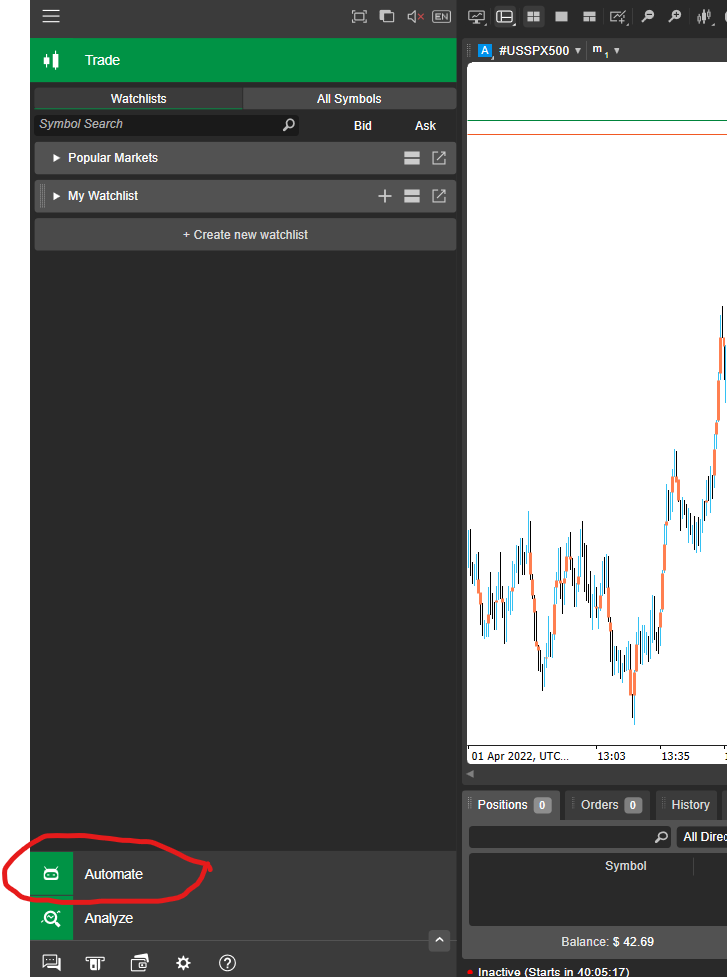 EN
Trade
Watchlists
All Symbols
Symbol Search
Bid
Ask
Popular Markets
My Watchlist
+ Create new watchlist
Automate
Analyze
A #USSPX500
m 1
01 Apr 2022, UTC...
13:03
13:35
Positions 0
Orders 0
History
All Direc
Symbol
Balance: $ 42.69
Inactive (Starts in 40:05:17)